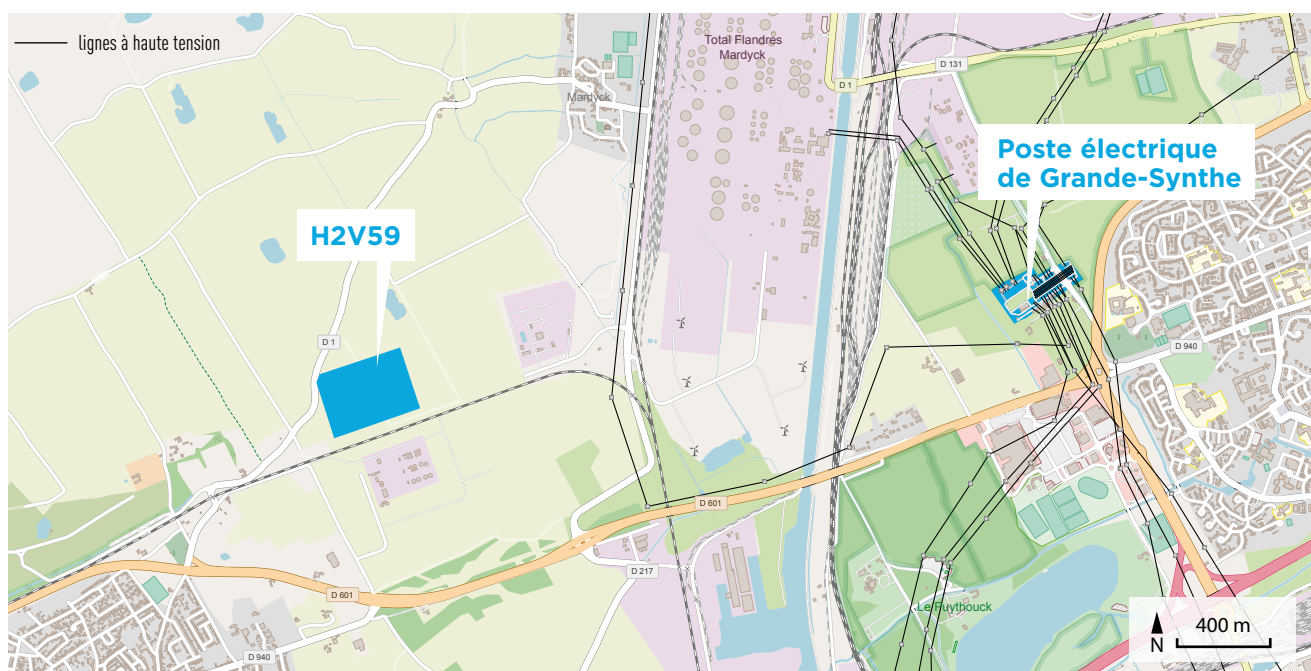 lignes à haute tension
Total Flandres
Mardyck
D 131
D 1
Mardyck
Poste électrique
de Grande-Synthe
H2V59
D 1
D 940
D 601
D 217
D 601
Le Puythouck
D 940
N
400 m